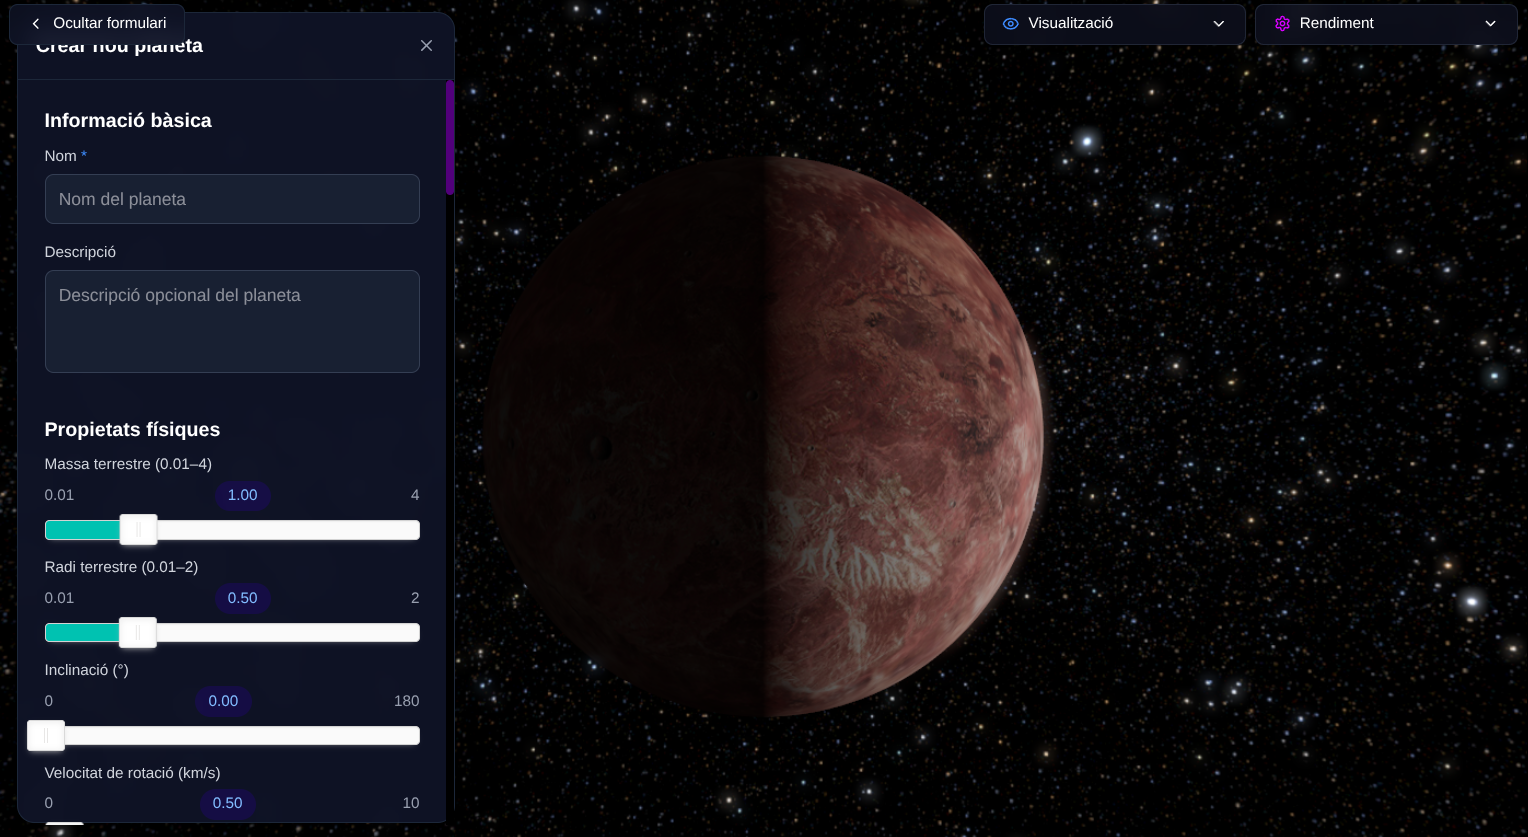 Ocultar formulari
Visualització
Rendiment
Crear nou planeta
Informació bàsica
Nom *
Nom del planeta
Descripció
Descripció opcional del planeta
Propietats físiques
Massa terrestre (0.01–4)
0.01 1.00 4
Radi terrestre (0.01–2)
0.01 0.50 2
Inclinació (°)
0 0.00 180
Velocitat de rotació (km/s)
0 0.50 10